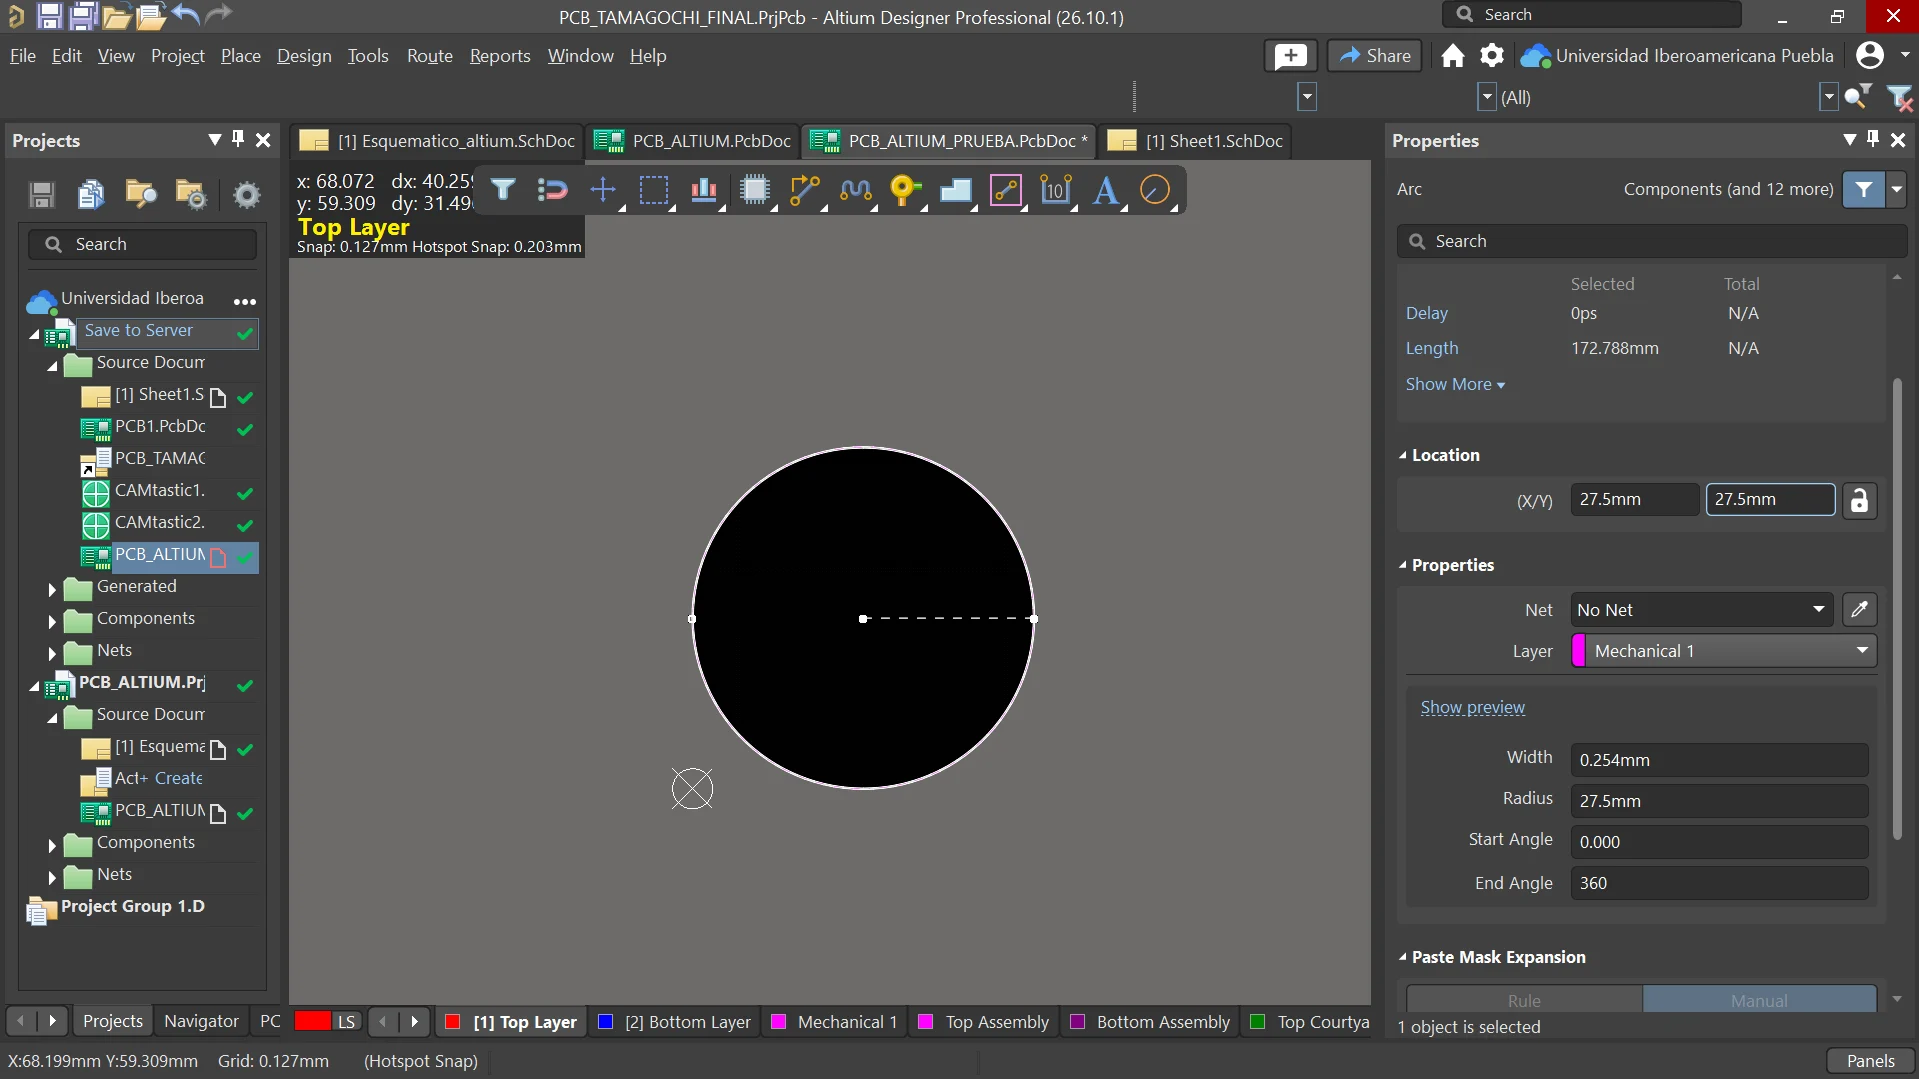 PCB_TAMAGOCHI_FINAL.PrjPcb - Altium Designer Professional (26.10.1)
Search
File Edit View Project Place Design Tools Route Reports Window Help
Share
Universidad Iberoamericana Puebla
(All)
Projects
[1] Esquematico_altium.SchDoc
PCB_ALTIUM.PcbDoc
PCB_ALTIUM_PRUEBA.PcbDoc *
[1] Sheet1.SchDoc
Properties
x: 68.072 dx: 40.259
y: 59.309 dy: 31.496
Top Layer
Snap: 0.127mm Hotspot Snap: 0.203mm
10
A
Arc
Components (and 12 more)
Search
Search
Universidad Iberoa
Save to Server
Source Docum
[1] Sheet1.S
PCB1.PcbDc
PCB_TAMAG
CAMtastic1.
CAMtastic2.
PCB_ALTIUM
Generated
Components
Nets
PCB_ALTIUM.Prj
Source Docum
[1] Esquema
Act+ Create
PCB_ALTIUM
Components
Nets
Project Group 1.D
Selected Total
Delay 0ps N/A
Length 172.788mm N/A
Show More
Location
(X/Y) 27.5mm 27.5mm
Properties
Net No Net
Layer Mechanical 1
Show preview
Width 0.254mm
Radius 27.5mm
Start Angle 0.000
End Angle 360
Paste Mask Expansion
Rule Manual
1 object is selected
Projects Navigator PC
LS
[1] Top Layer
[2] Bottom Layer
Mechanical 1
Top Assembly
Bottom Assembly
Top Courtya
X:68.199mm Y:59.309mm Grid: 0.127mm (Hotspot Snap)
Panels